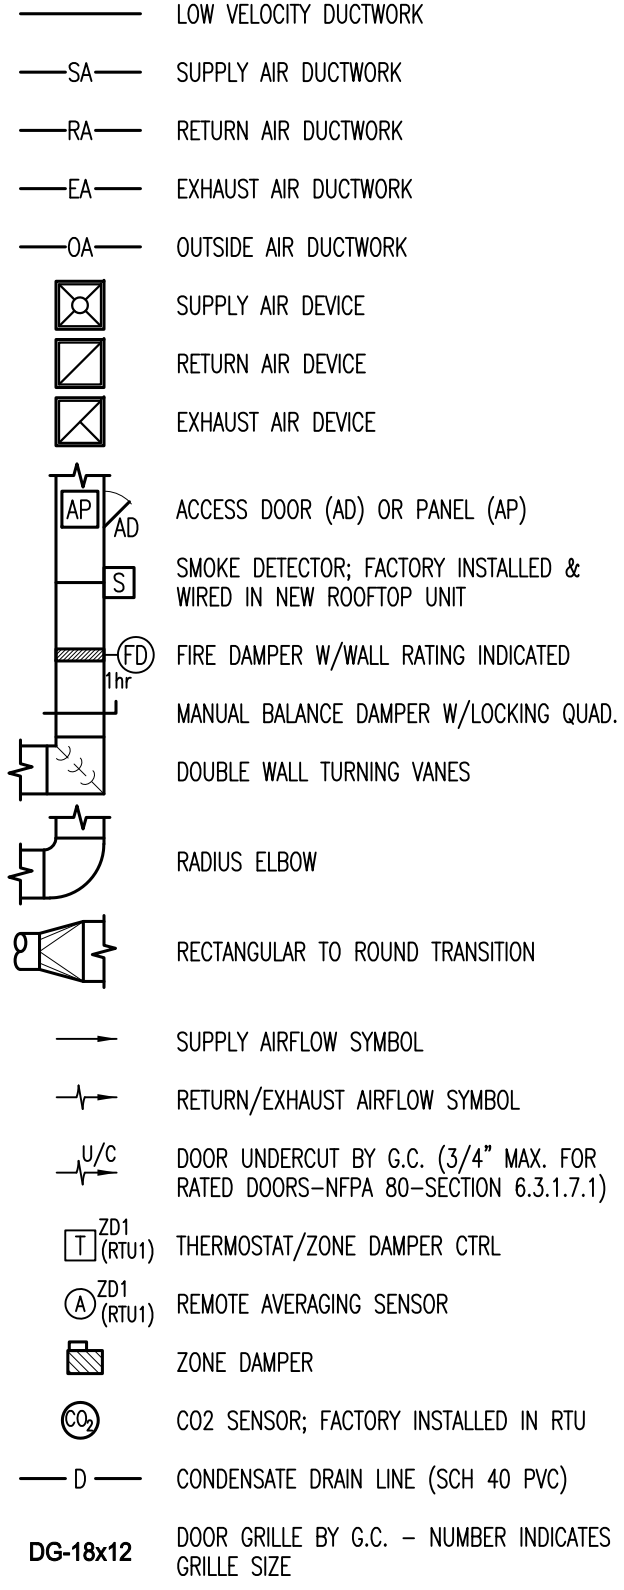 LOW VELOCITY DUCTWORK
SA SUPPLY AIR DUCTWORK
RA RETURN AIR DUCTWORK
EA EXHAUST AIR DUCTWORK
OA OUTSIDE AIR DUCTWORK
SUPPLY AIR DEVICE
RETURN AIR DEVICE
EXHAUST AIR DEVICE
AP AD ACCESS DOOR (AD) OR PANEL (AP)
S SMOKE DETECTOR; FACTORY INSTALLED &
WIRED IN NEW ROOFTOP UNIT
FD FIRE DAMPER W/WALL RATING INDICATED
1hr
MANUAL BALANCE DAMPER W/LOCKING QUAD.
DOUBLE WALL TURNING VANES
RADIUS ELBOW
RECTANGULAR TO ROUND TRANSITION
SUPPLY AIRFLOW SYMBOL
RETURN/EXHAUST AIRFLOW SYMBOL
U/C DOOR UNDERCUT BY G.C. (3/4" MAX. FOR
RATED DOORS-NFPA 80-SECTION 6.3.1.7.1)
ZD1
T (RTU1) THERMOSTAT/ZONE DAMPER CTRL
ZD1
A (RTU1) REMOTE AVERAGING SENSOR
ZONE DAMPER
CO2 CO2 SENSOR; FACTORY INSTALLED IN RTU
D CONDENSATE DRAIN LINE (SCH 40 PVC)
DG-18x12 DOOR GRILLE BY G.C. - NUMBER INDICATES
GRILLE SIZE